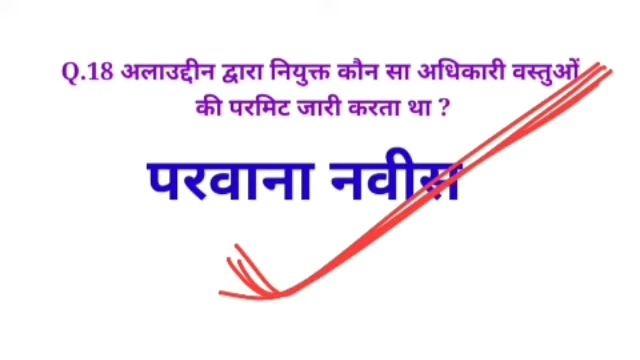 Q.18 अलाउद्दीन द्वारा नियुक्त कौन सा अधिकारी वस्तुओं
की परमिट जारी करता था ?
परवाना नवीस